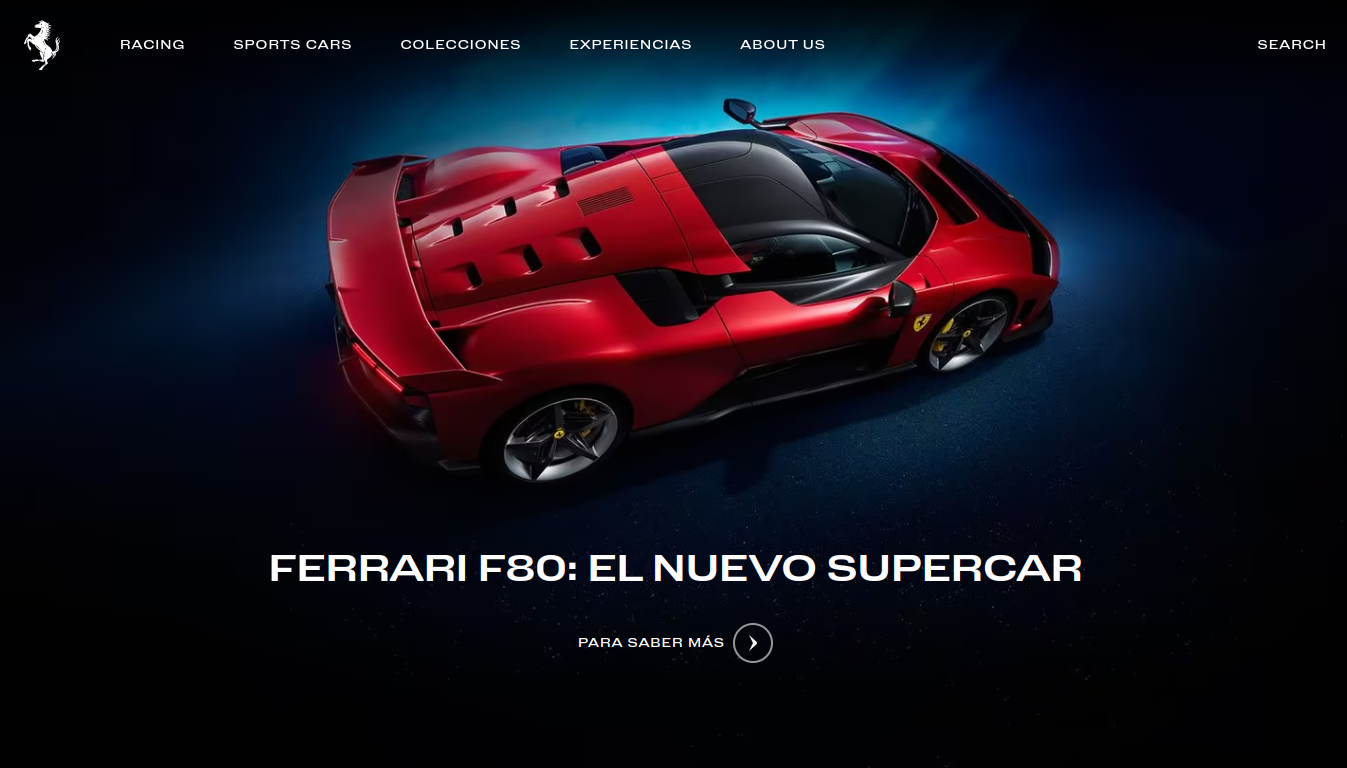 RACING
SPORTS CARS
COLECCIONES
EXPERIENCIAS
ABOUT US
SEARCH
FERRARI F80: EL NUEVO SUPERCAR
PARA SABER MÁS